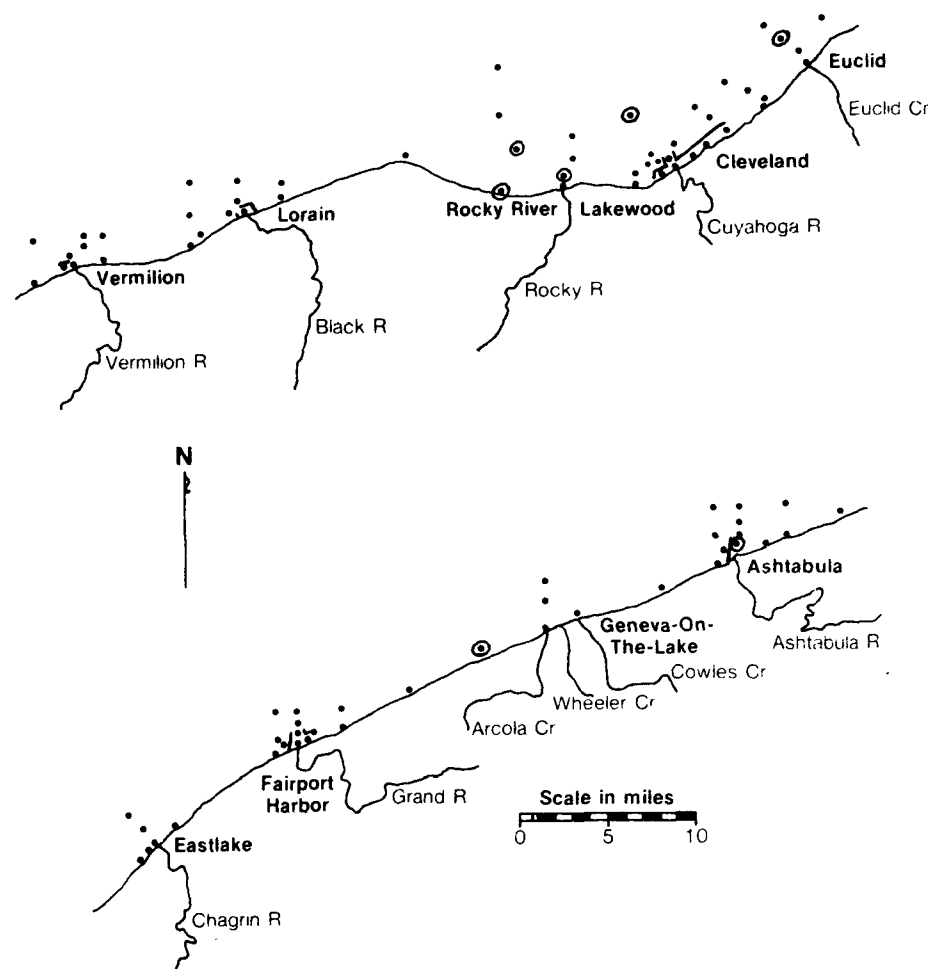 Euclid
Euclid Cr
Cleveland
Rocky River
Lakewood
Lorain
Cuyahoga R
Vermilion
Rocky R
Black R
Vermilion R
N
Ashtabula
Geneva-On-
The-Lake
Ashtabula R
Cowles Cr
Wheeler Cr
Arcola Cr
Fairport
Harbor
Grand R
Scale in miles
0 5 10
Eastlake
Chagrin R